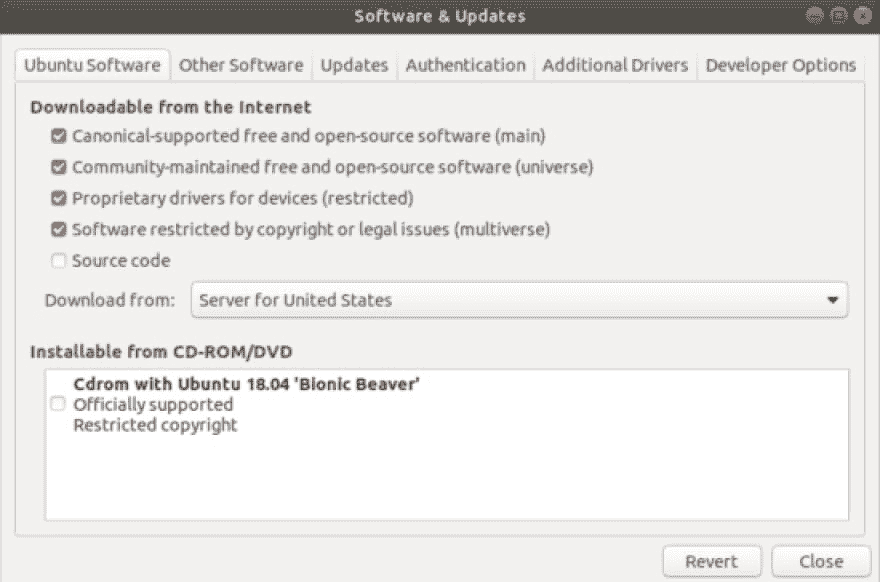 Software & Updates
Ubuntu Software Other Software Updates Authentication Additional Drivers Developer Options
Downloadable from the Internet
Canonical-supported free and open-source software (main)
Community-maintained free and open-source software (universe)
Proprietary drivers for devices (restricted)
Software restricted by copyright or legal issues (multiverse)
Source code
Download from: Server for United States
Installable from CD-ROM/DVD
Cdrom with Ubuntu 18.04 'Bionic Beaver'
Officially supported
Restricted copyright
Revert Close